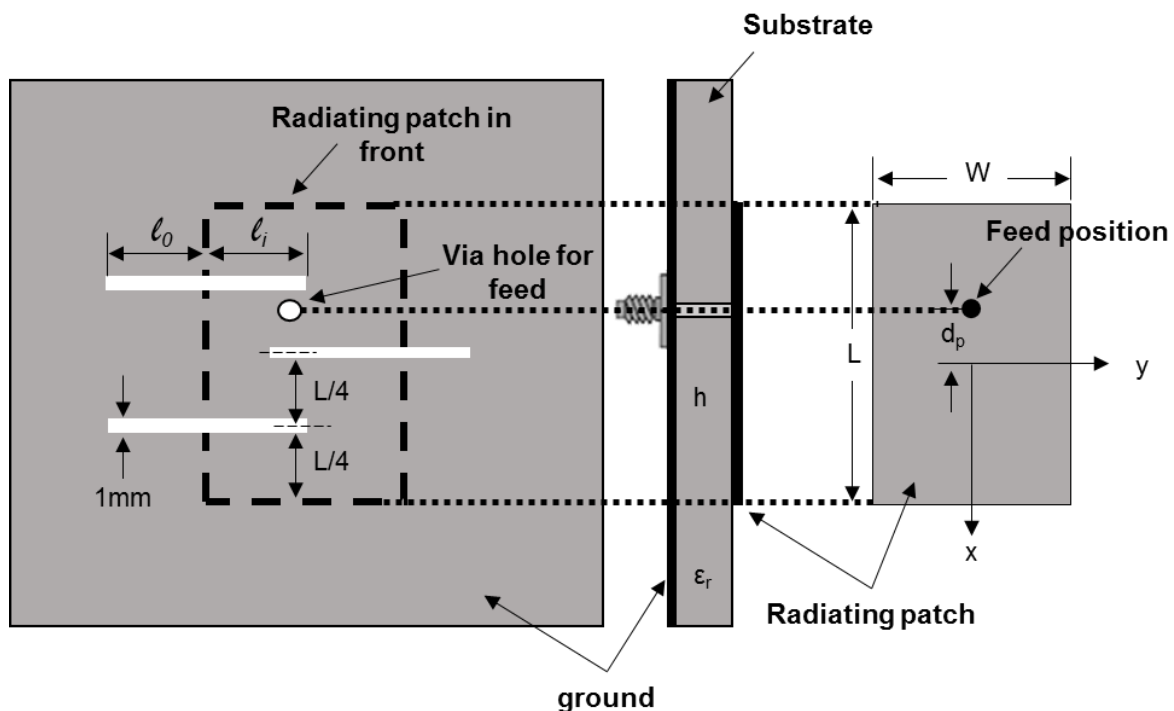 Substrate
Radiating patch in
front
W
ℓ0
ℓi
Via hole for
feed
Feed position
dp
L
y
L/4
h
L/4
1mm
x
εr
Radiating patch
ground